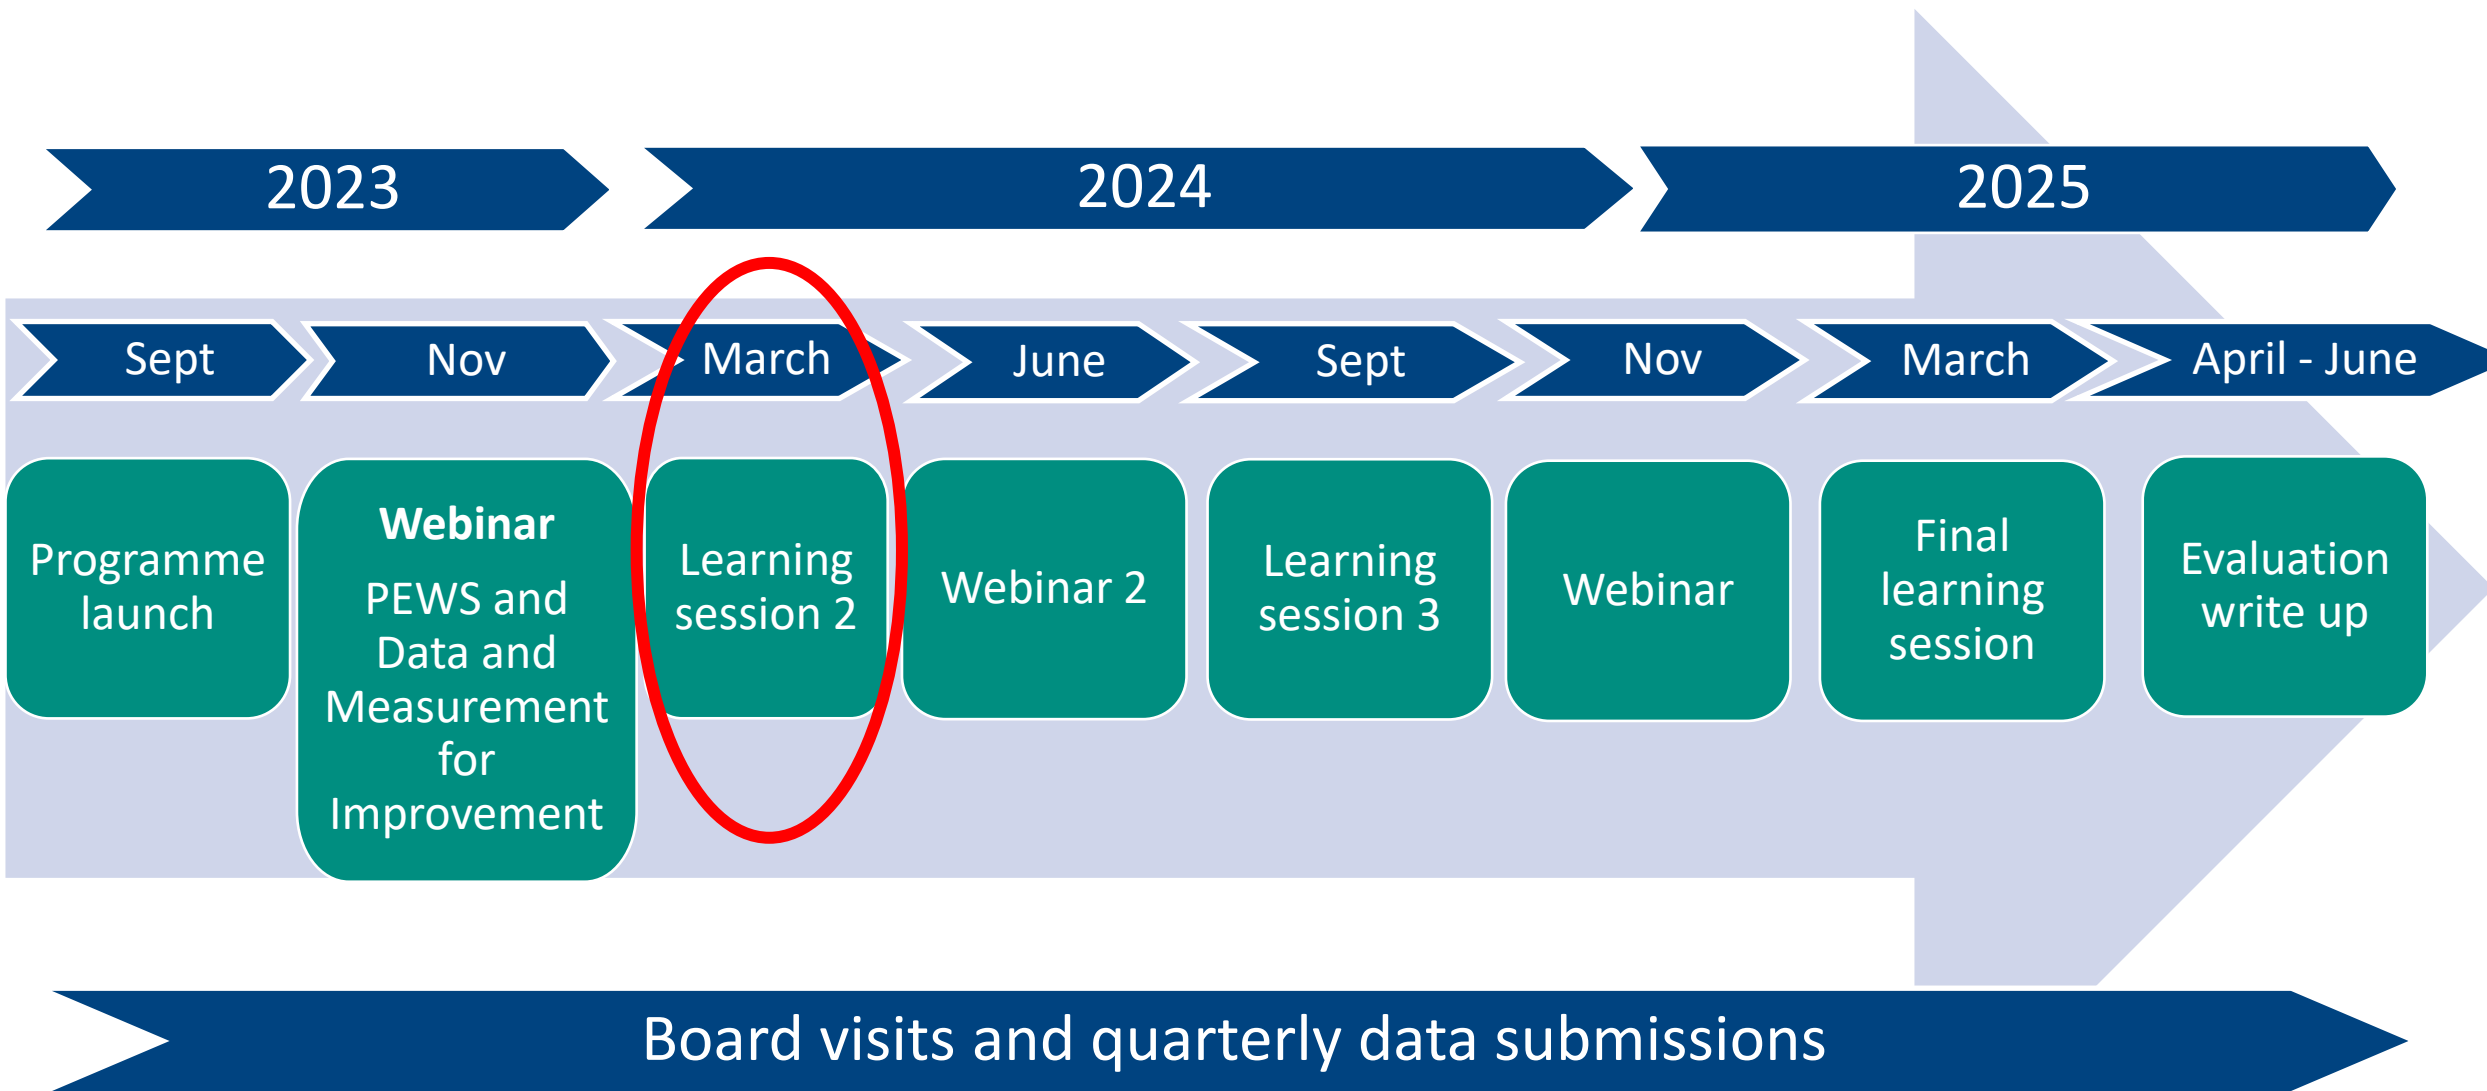 2023
2024
2025
Sept
Nov
March
June
Sept
Nov
March
April - June
Programme
launch
Webinar
PEWS and
Data and
Measurement
for
Improvement
Learning
session 2
Webinar 2
Learning
session 3
Webinar
Final
learning
session
Evaluation
write up
Board visits and quarterly data submissions